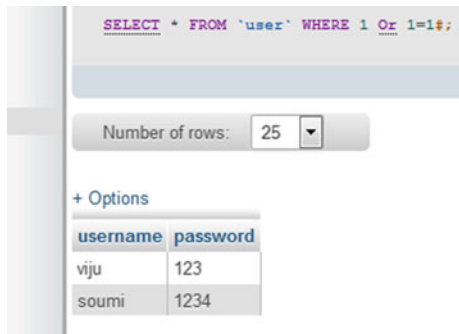 SELECT * FROM `user` WHERE 1 Or 1=1#;
Number of rows: 25
+ Options
username password
viju 123
soumi 1234